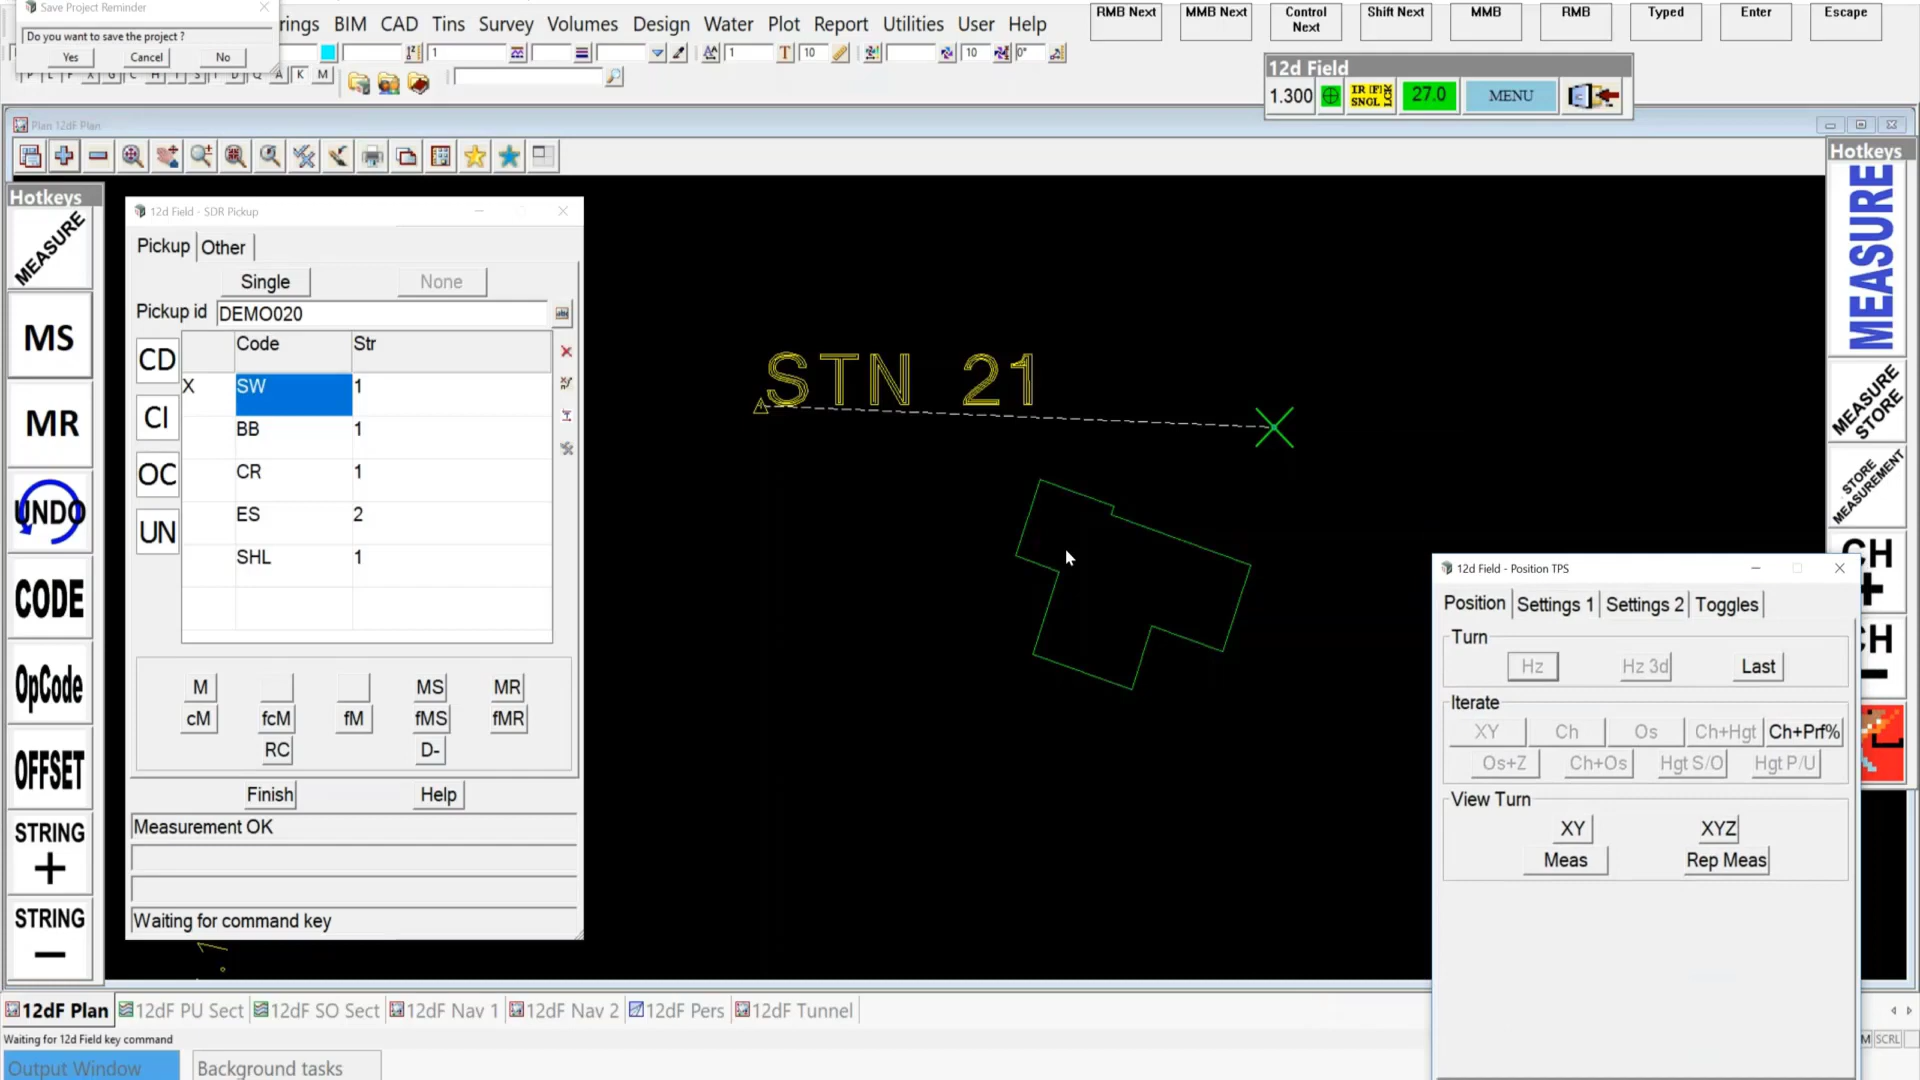 Save Project Reminder
Do you want to save the project ?
Yes Cancel No
BIM CAD Tins Survey Volumes Design Water Plot Report Utilities User Help
RMB Next MMB Next Control Next Shift Next MMB RMB Typed Enter Escape
1 1 T 10 10 0°
K M
12d Field
1.300 IR [F] SNOL LCK 27.0 MENU
Plan 12dF Plan
Hotkeys
MEASURE
MS
MR
UNDO
CODE
OpCode
OFFSET
STRING +
STRING −
12d Field - SDR Pickup
Pickup Other
Single None
Pickup id DEMO020
Code Str
CD
X SW 1
CI
BB 1
OC
CR 1
UN
ES 2
SHL 1
M MS MR
cM fcM fM fMS fMR
RC D-
Finish Help
Measurement OK
Waiting for command key
STN 21
Hotkeys
MEASURE
MEASURE STORE
STORE MEASUREMENT
CH +
12d Field - Position TPS
Position Settings 1 Settings 2 Toggles
Turn
Hz Hz 3d Last
Iterate
XY Ch Os Ch+Hgt Ch+Prf%
Os+Z Ch+Os Hgt S/O Hgt P/U
View Turn
XY XYZ
Meas Rep Meas
12dF Plan 12dF PU Sect 12dF SO Sect 12dF Nav 1 12dF Nav 2 12dF Pers 12dF Tunnel
Waiting for 12d Field key command
SCRL
Output Window Background tasks